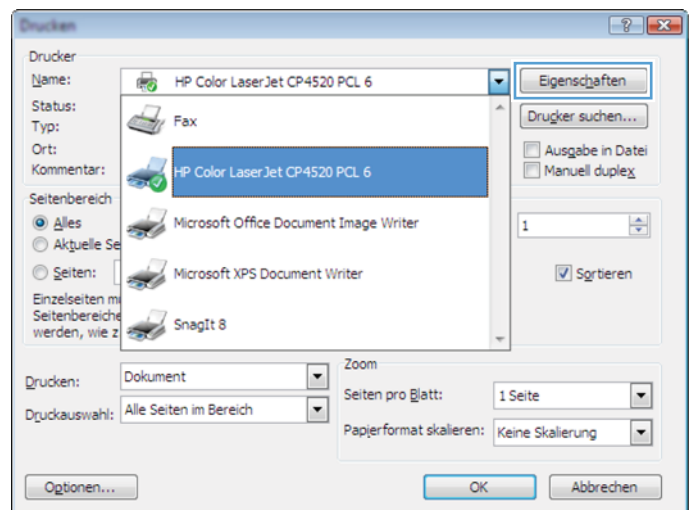 Drucken
Drucker
Name: HP Color LaserJet CP4520 PCL 6 Eigenschaften
Status: Drucker suchen...
Typ:
Ort: Ausgabe in Datei
Kommentar: Manuell duplex
Fax
HP Color LaserJet CP4520 PCL 6
Microsoft Office Document Image Writer
Microsoft XPS Document Writer
SnagIt 8
Seitenbereich
Alles 1
Aktuelle Se
Seiten: Sortieren
Einzelseiten m
Seitenbereiche
werden, wie z
Drucken: Dokument
Druckauswahl: Alle Seiten im Bereich
Zoom
Seiten pro Blatt: 1 Seite
Papierformat skalieren: Keine Skalierung
Optionen... OK Abbrechen